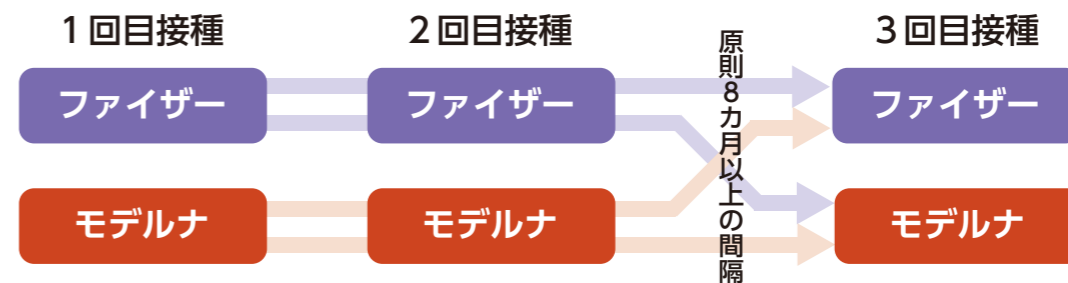 1回目接種
2回目接種
3回目接種
ファイザー
ファイザー
ファイザー
原則8カ月以上の間隔
モデルナ
モデルナ
モデルナ